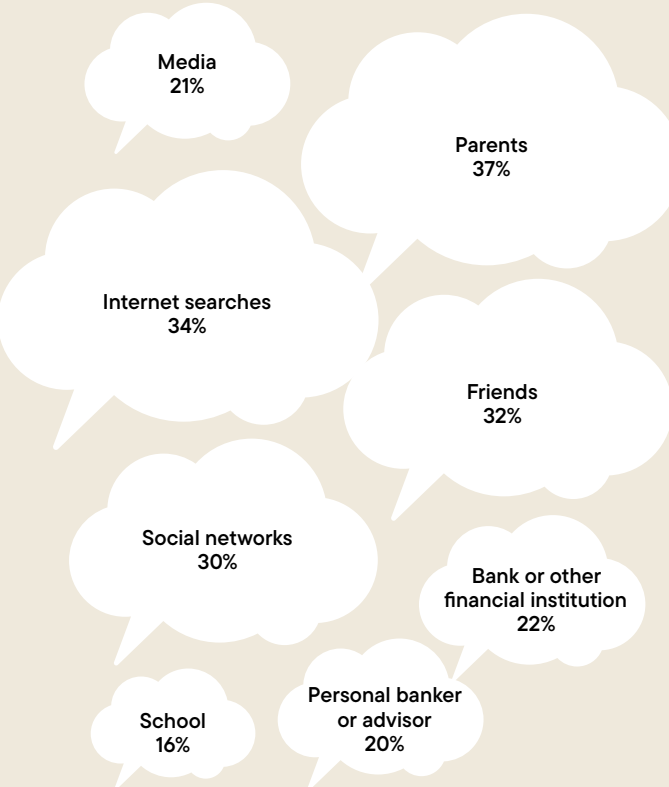 Media
21%
Parents
37%
Internet searches
34%
Friends
32%
Social networks
30%
Bank or other
financial institution
22%
Personal banker
or advisor
20%
School
16%